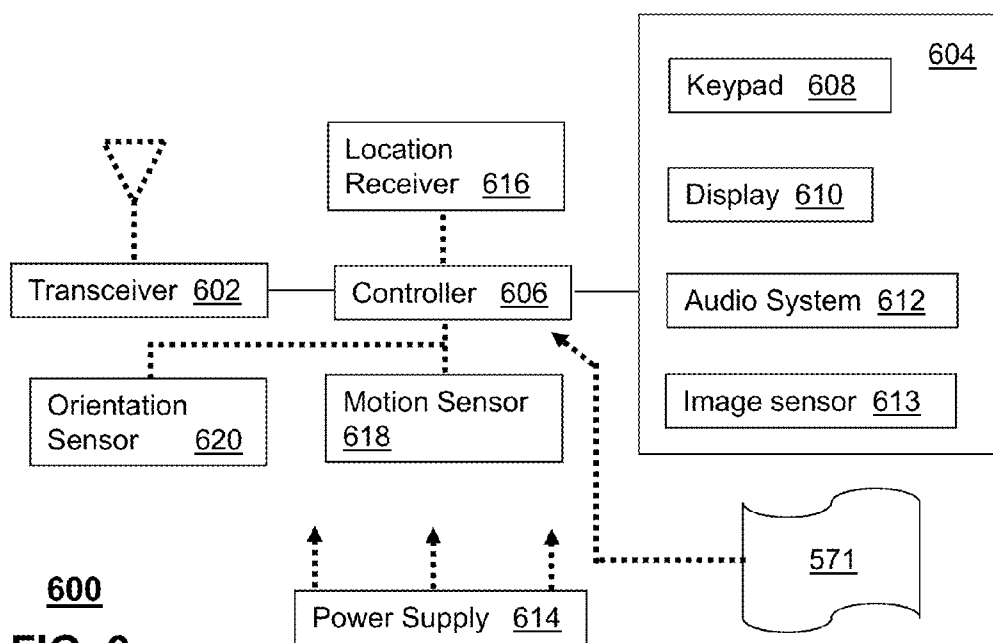 604
Keypad 608
Location
Receiver 616
Display 610
Transceiver 602
Controller 606
Audio System 612
Orientation
Sensor 620
Motion Sensor
618
Image sensor 613
571
600
Power Supply 614
FIG.